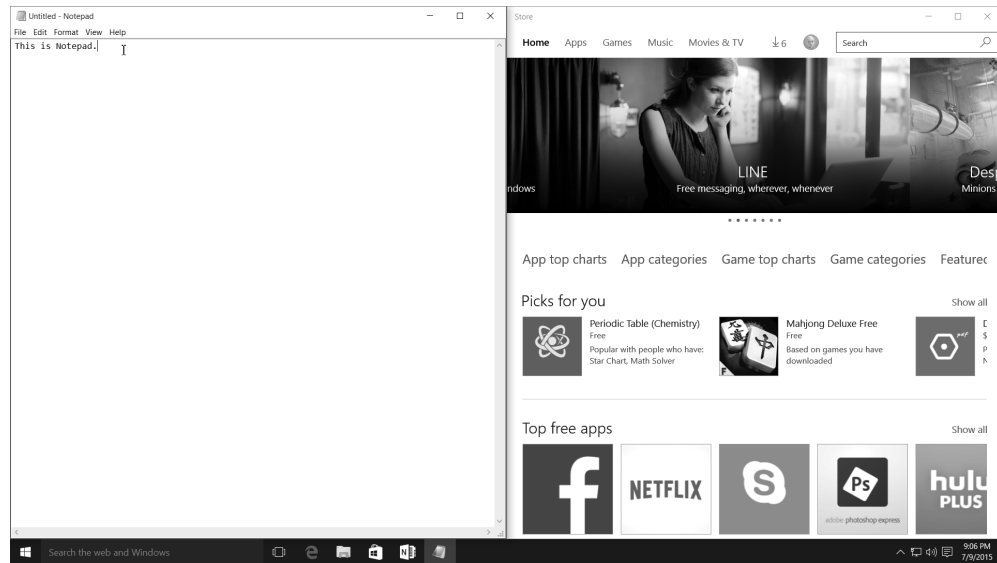 Untitled - Notepad
File Edit Format View Help
This is Notepad.
Store
Home Apps Games Music Movies & TV 6 Search
LINE
Free messaging, wherever, whenever
ndows
Desp
Minions
App top charts App categories Game top charts Game categories Featured
Picks for you Show all
Periodic Table (Chemistry)
Free
Popular with people who have:
Star Chart, Math Solver
Mahjong Deluxe Free
Free
Based on games you have
downloaded
F
pdf
D
$
P
N
Top free apps Show all
f
NETFLIX
S
Ps
adobe photoshop express
hulu
PLUS
Search the web and Windows
N
9:06 PM
7/9/2015